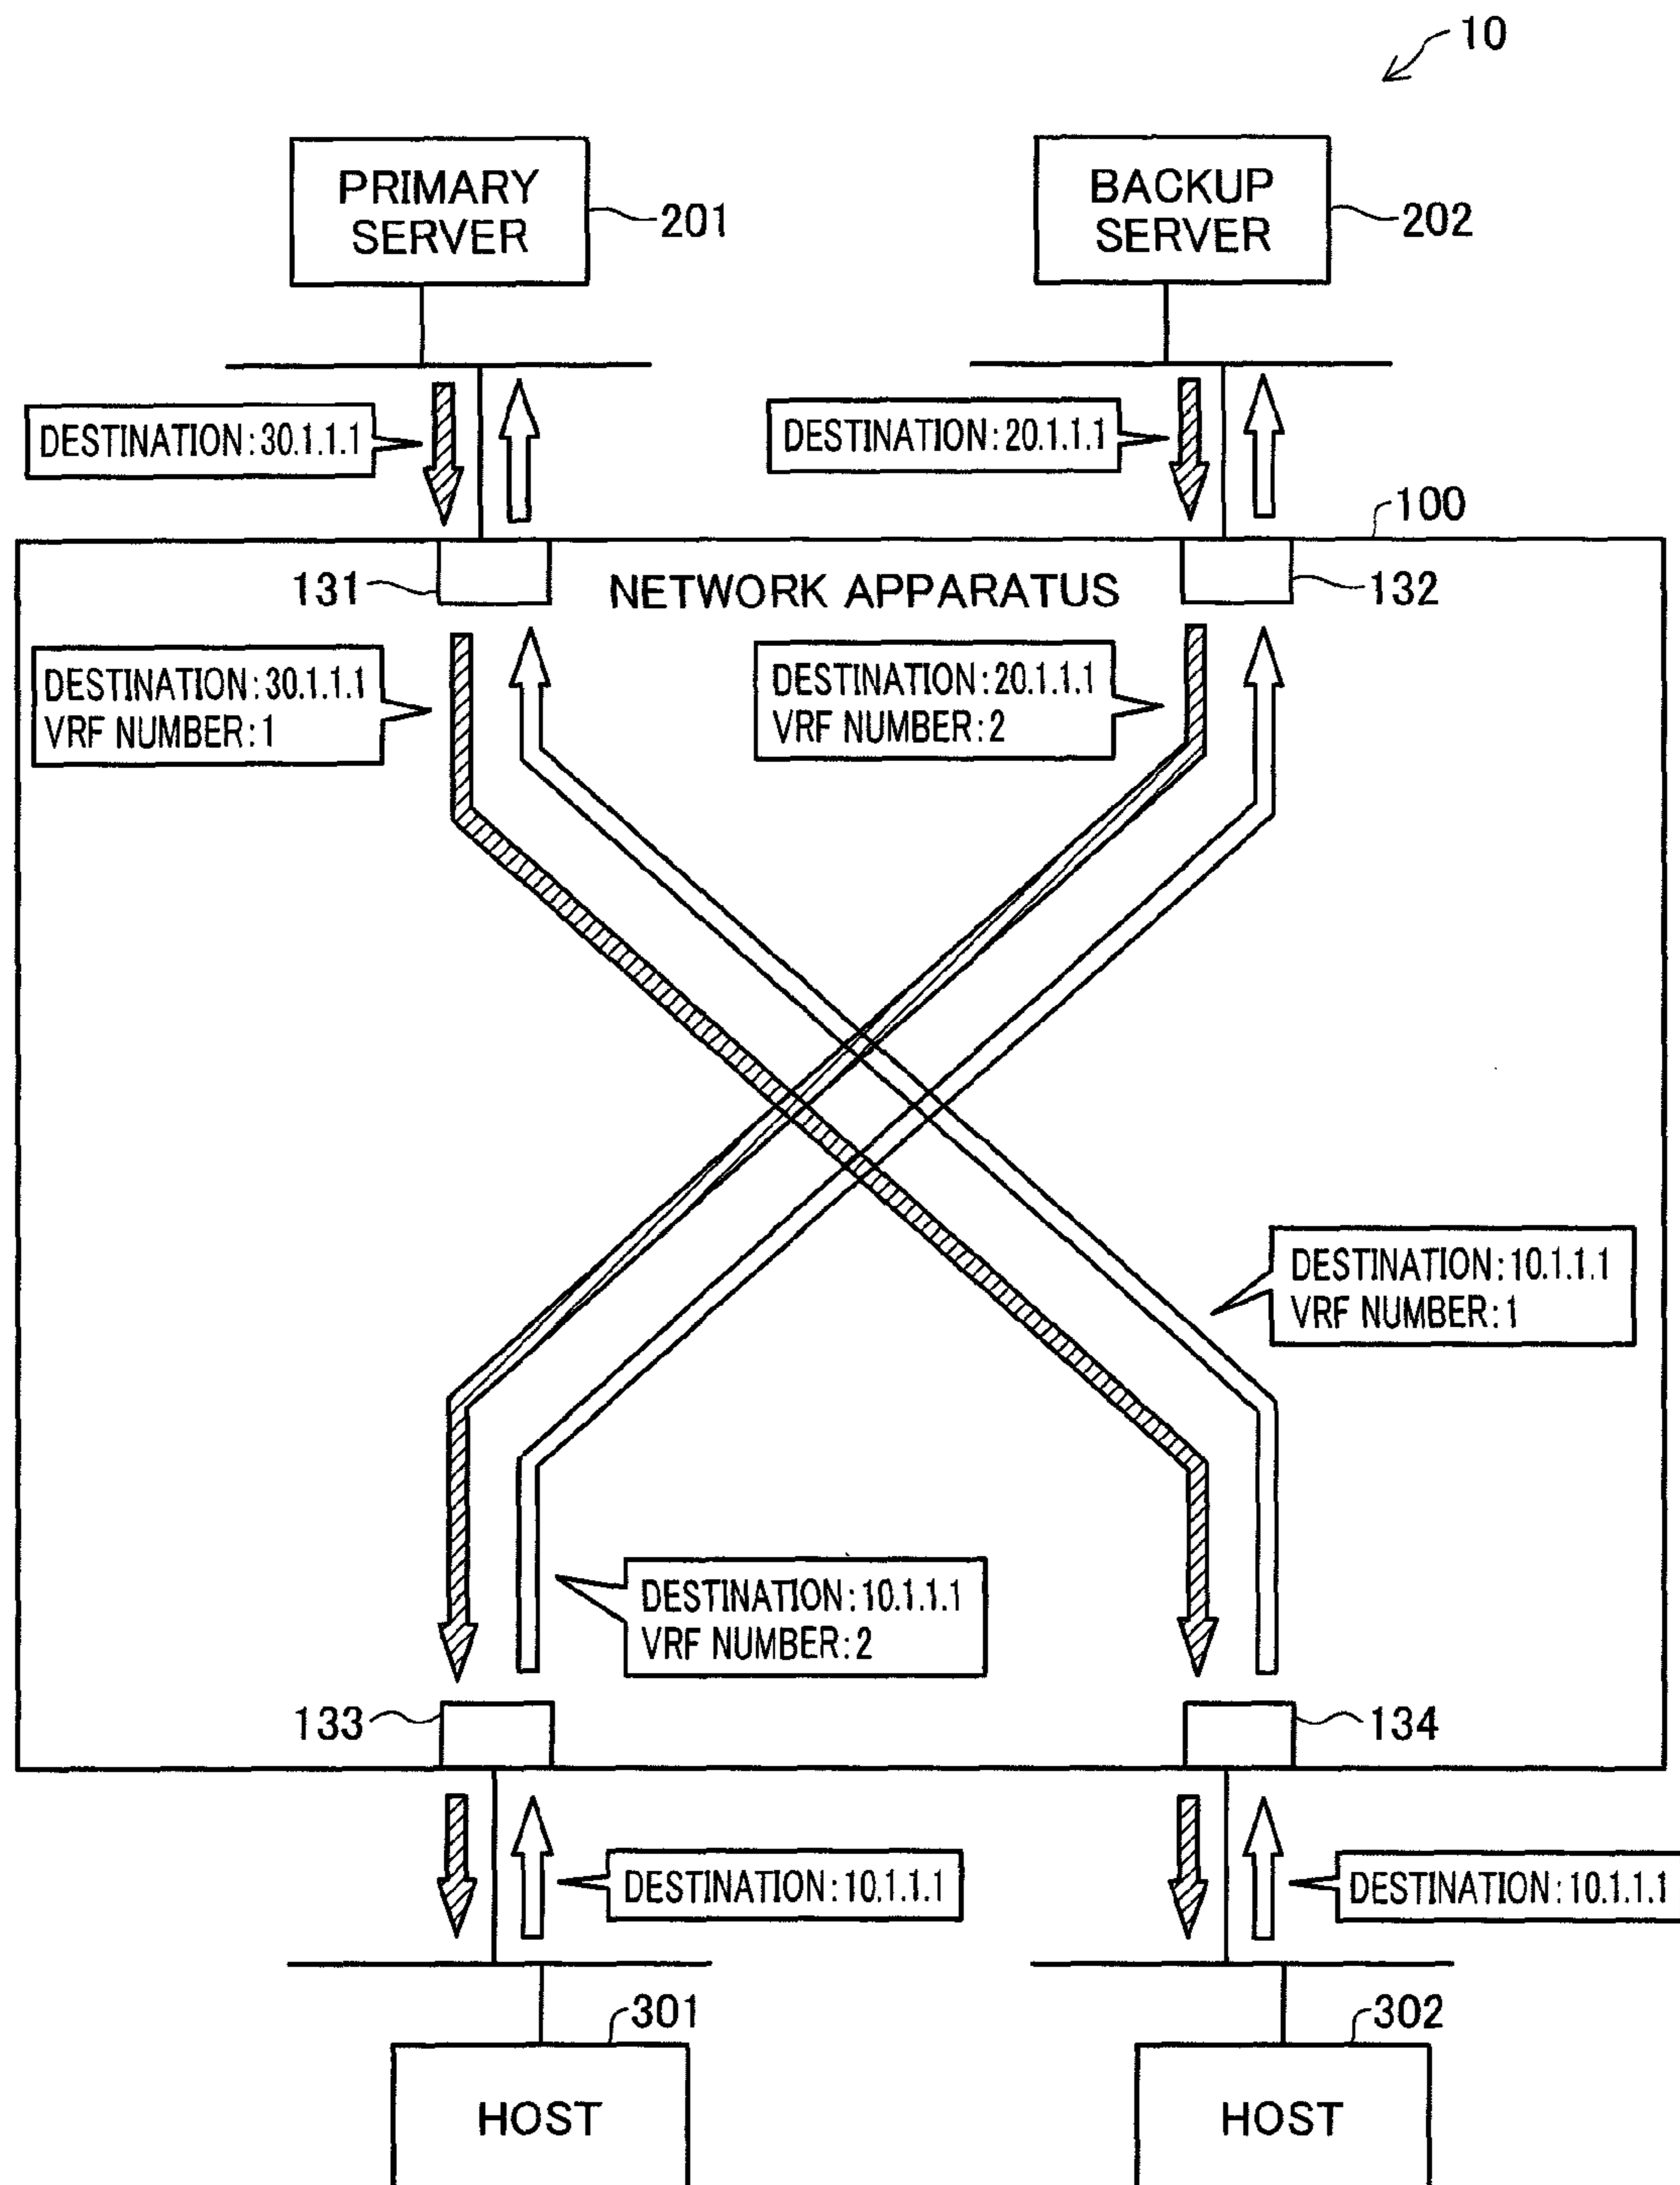 10
PRIMARY
SERVER
201
BACKUP
SERVER
202
DESTINATION:30.1.1.1
DESTINATION:20.1.1.1
100
131
NETWORK APPARATUS
132
DESTINATION:30.1.1.1
VRF NUMBER:1
DESTINATION:20.1.1.1
VRF NUMBER:2
DESTINATION:10.1.1.1
VRF NUMBER:1
DESTINATION:10.1.1.1
VRF NUMBER:2
133
134
DESTINATION:10.1.1.1
DESTINATION:10.1.1.1
301
302
HOST
HOST